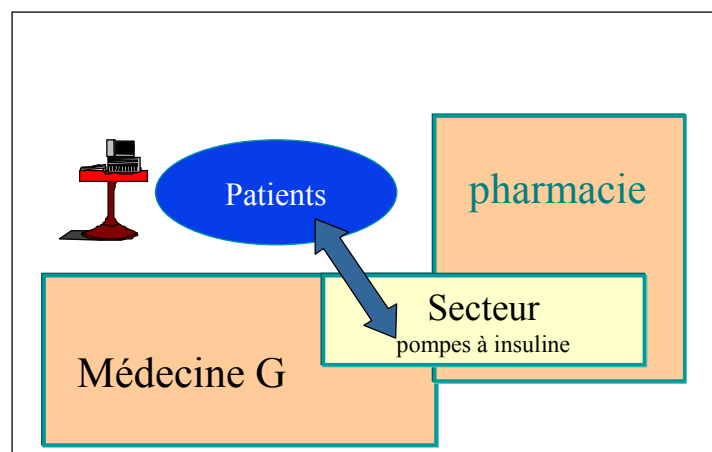 Patients
pharmacie
Secteur
pompes à insuline
Médecine G